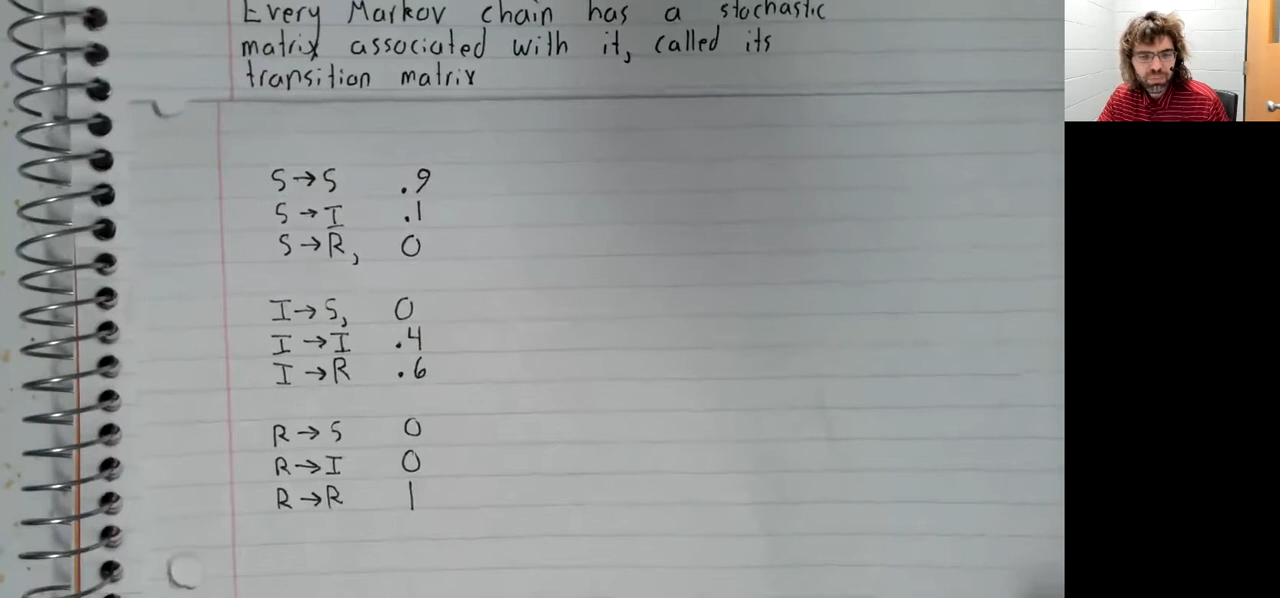 Every Markov chain has a stochastic
matrix associated with it, called its
transition matrix
S→S .9
S→I .1
S→R, 0
I→S, 0
I→I .4
I→R .6
R→S 0
R→I 0
R→R 1